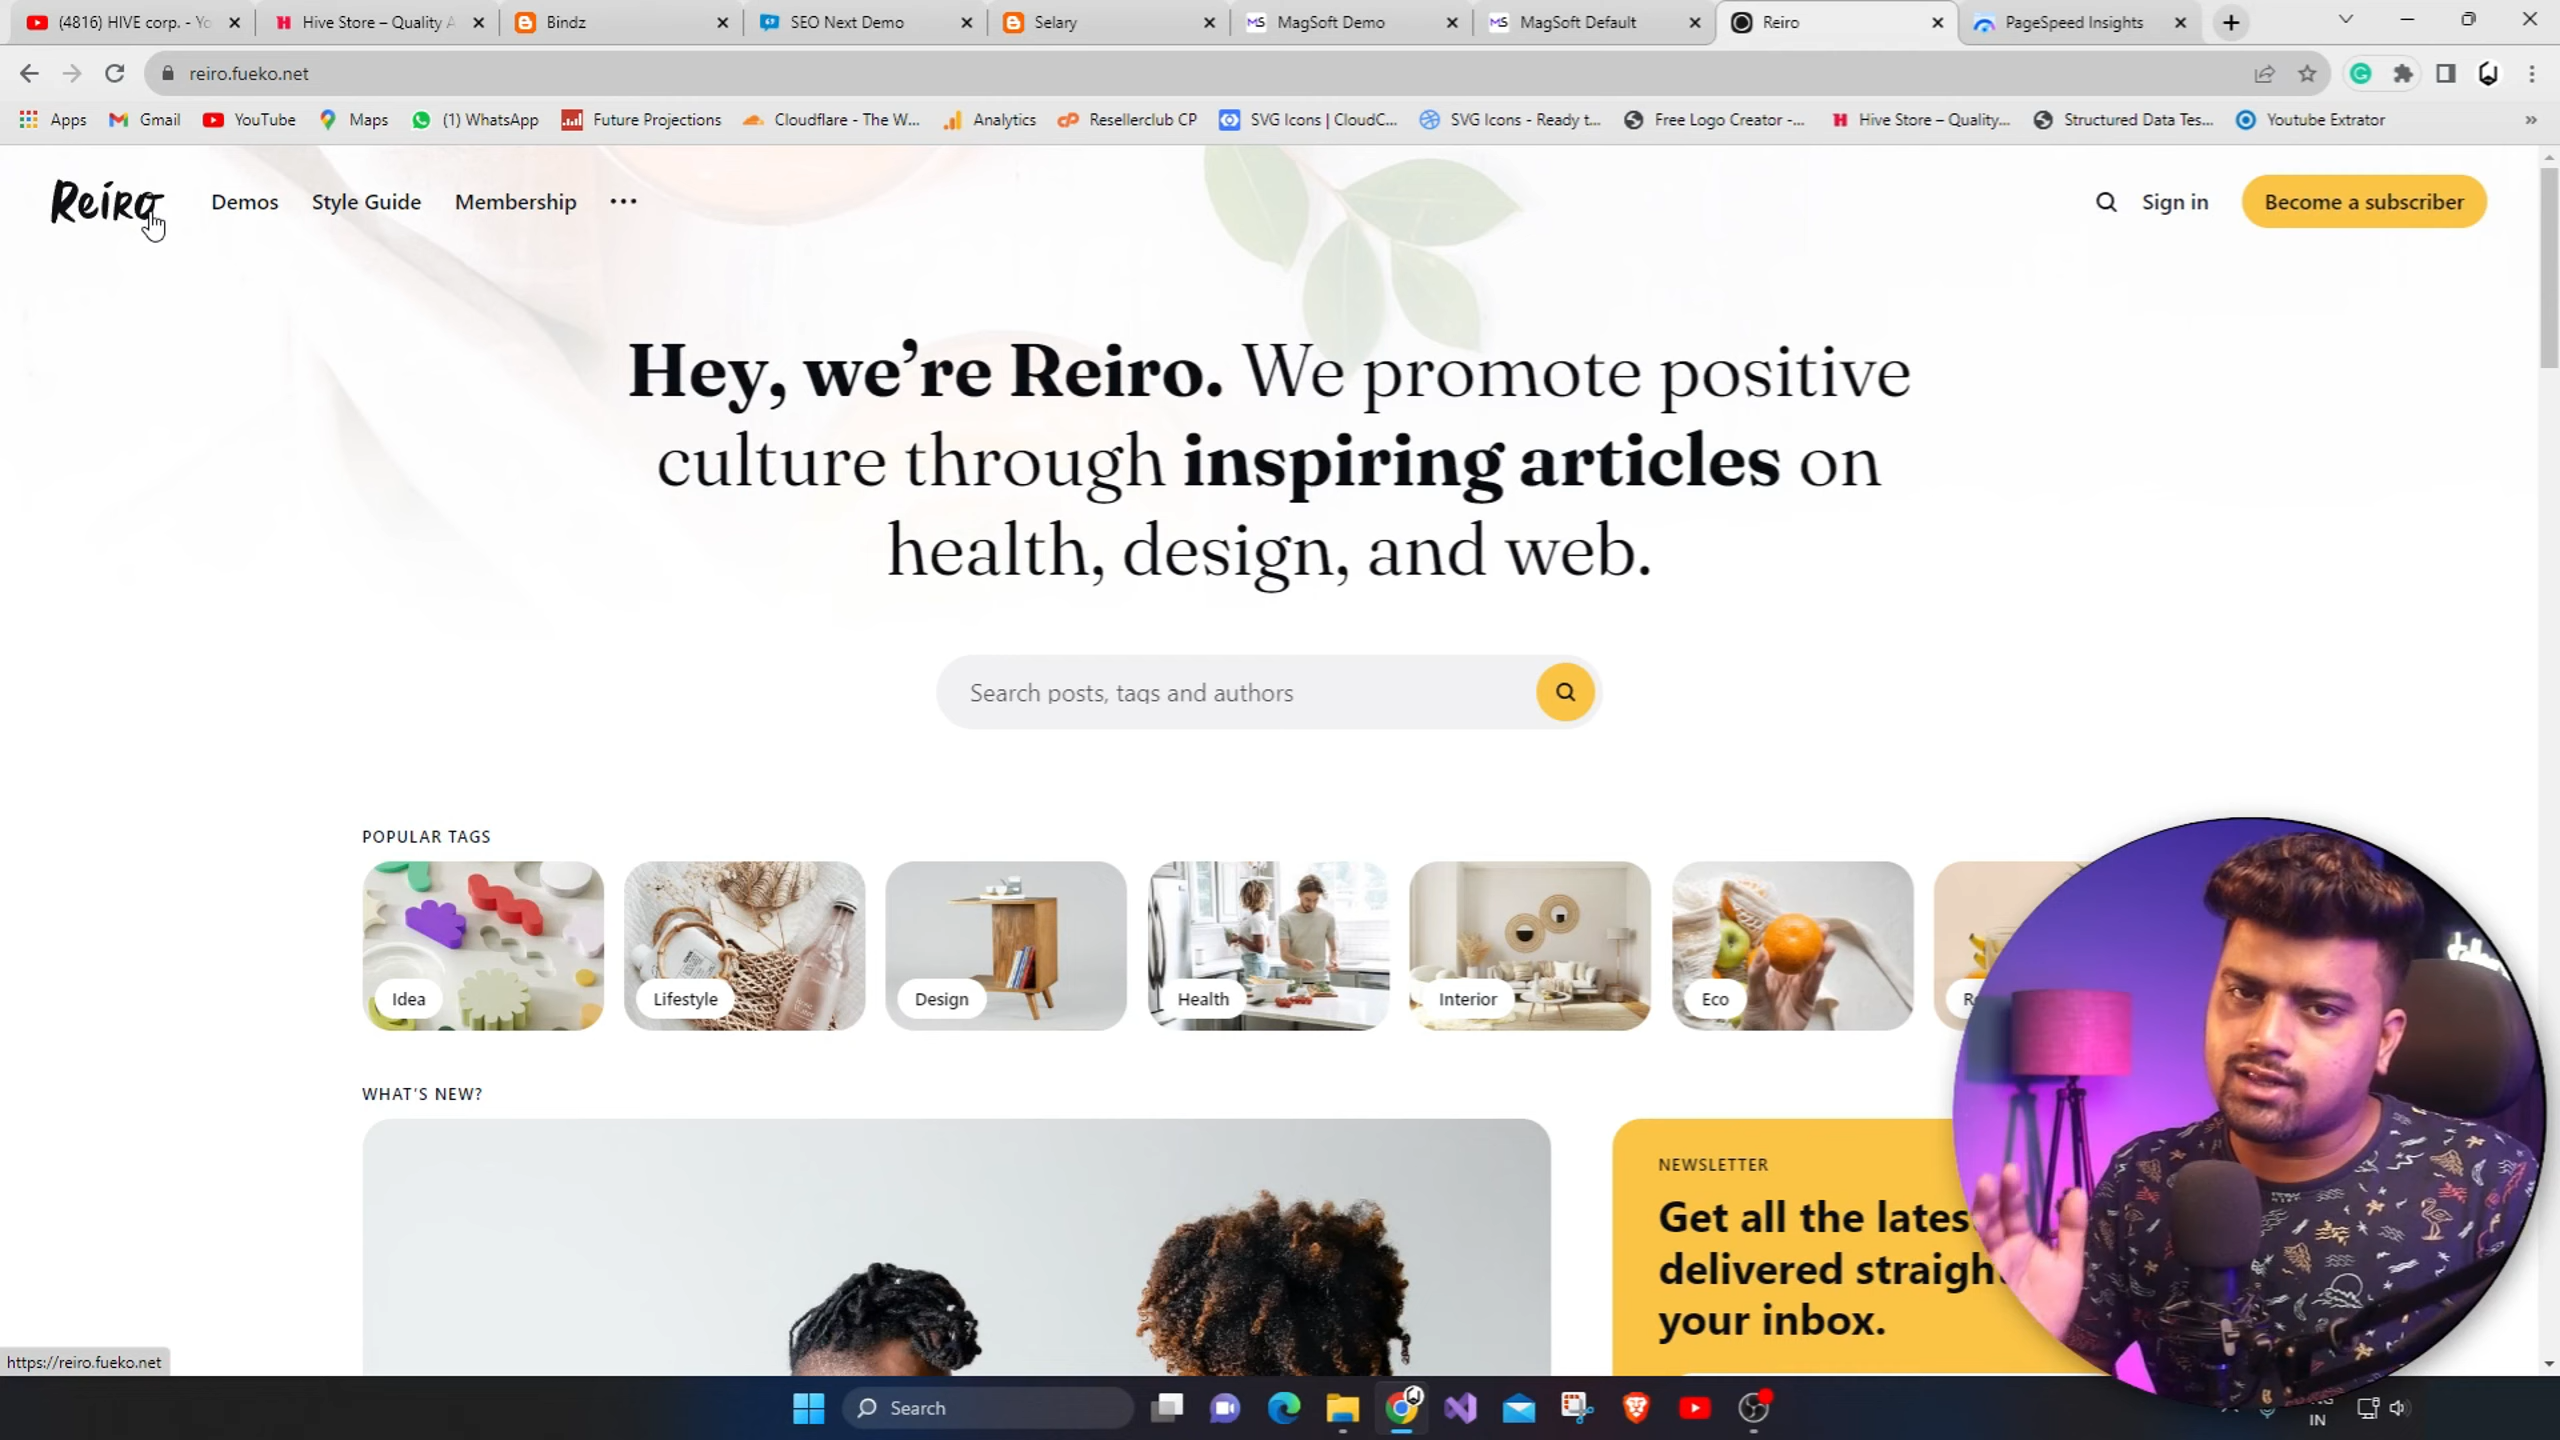 (4816) HIVE corp. - Yo
Hive Store – Quality A
Bindz
SEO Next Demo
Selary
MagSoft Demo
MagSoft Default
Reiro
PageSpeed Insights
reiro.fueko.net
Apps
Gmail
YouTube
Maps
(1) WhatsApp
Future Projections
Cloudflare - The W...
Analytics
Resellerclub CP
SVG Icons | CloudC...
SVG Icons - Ready t...
Free Logo Creator -...
Hive Store – Quality...
Structured Data Tes...
Youtube Extrator
Reiro
Demos
Style Guide
Membership
Sign in
Become a subscriber
Hey, we’re Reiro. We promote positive
culture through inspiring articles on
health, design, and web.
Search posts, tags and authors
POPULAR TAGS
Idea
Lifestyle
Design
Health
Interior
Eco
WHAT’S NEW?
NEWSLETTER
Get all the lates
delivered straigh
your inbox.
https://reiro.fueko.net
Search
IN